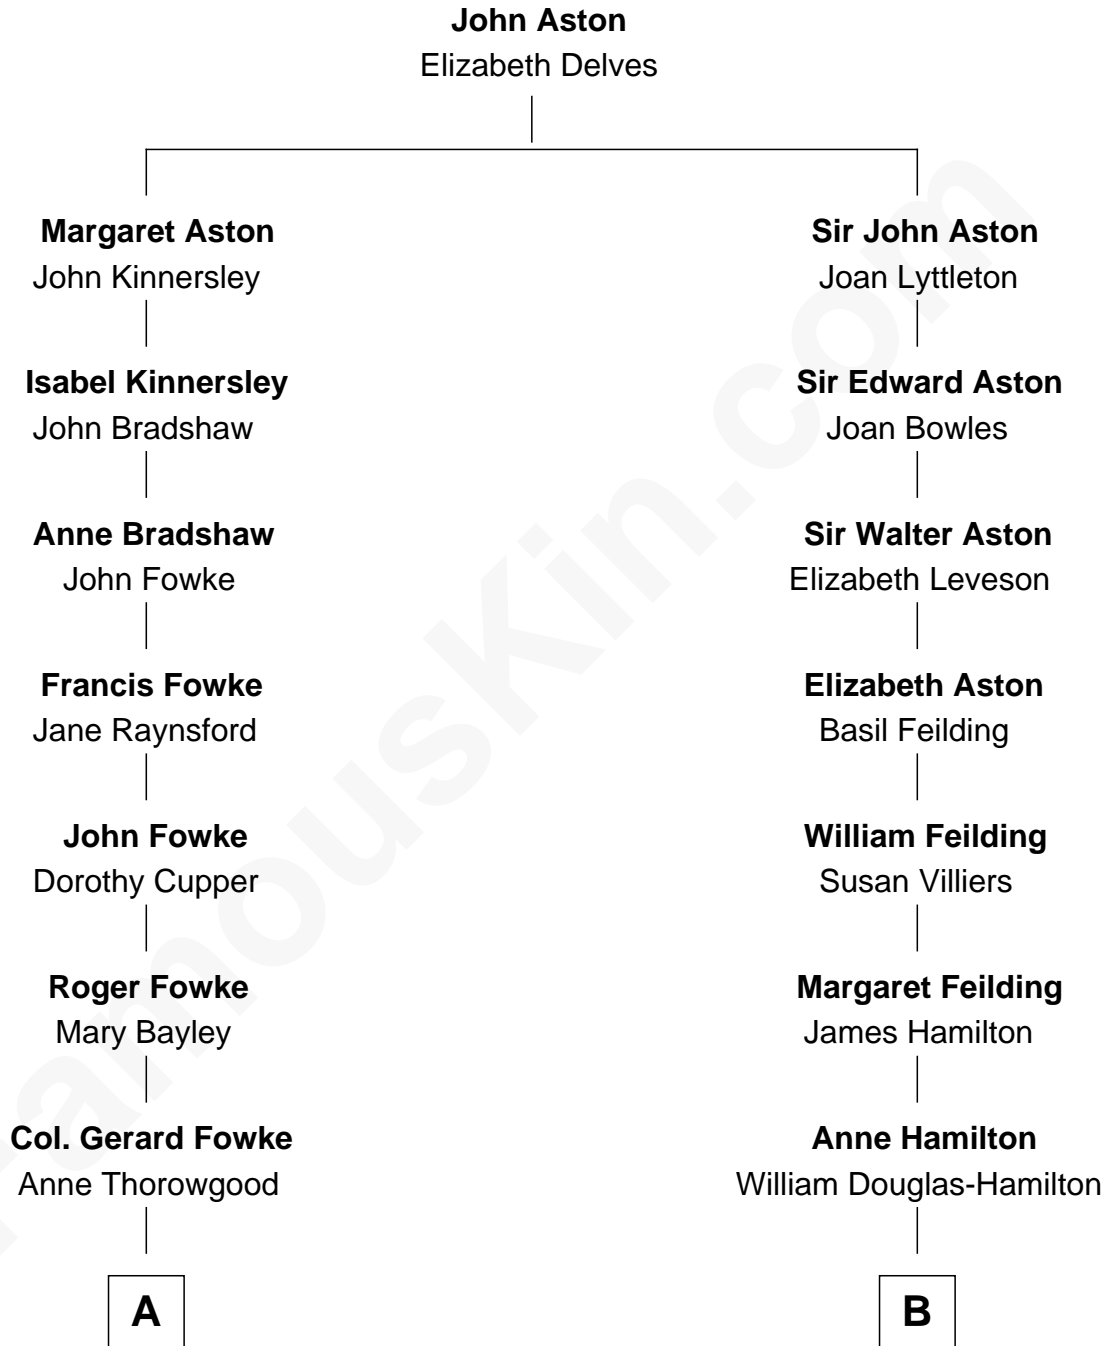 John Aston
Elizabeth Delves
Margaret Aston
John Kinnersley
Sir John Aston
Joan Lyttleton
Isabel Kinnersley
John Bradshaw
Sir Edward Aston
Joan Bowles
Anne Bradshaw
John Fowke
Sir Walter Aston
Elizabeth Leveson
Francis Fowke
Jane Raynsford
Elizabeth Aston
Basil Feilding
John Fowke
Dorothy Cupper
William Feilding
Susan Villiers
Roger Fowke
Mary Bayley
Margaret Feilding
James Hamilton
Col. Gerard Fowke
Anne Thorowgood
Anne Hamilton
William Douglas-Hamilton
A
B
FamousKin.com